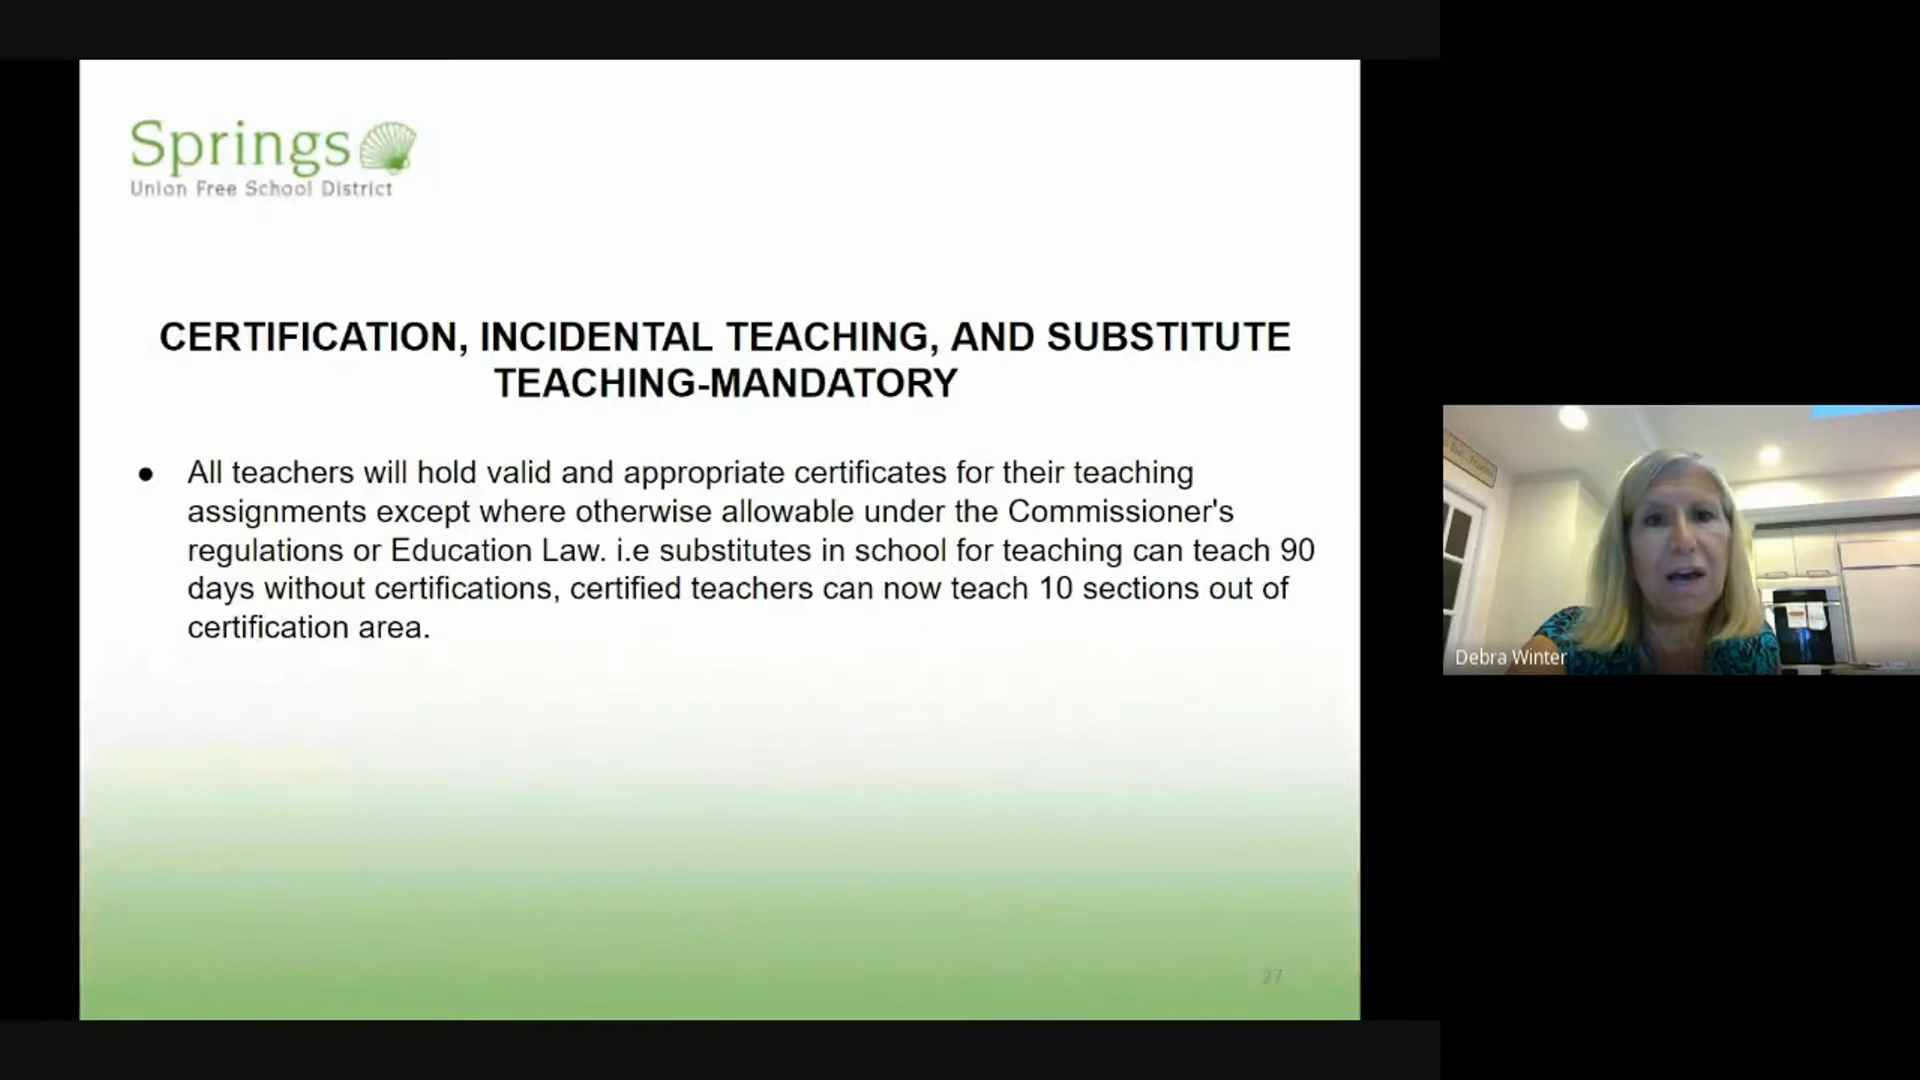 Springs
Union Free School District
CERTIFICATION, INCIDENTAL TEACHING, AND SUBSTITUTE
TEACHING-MANDATORY
● All teachers will hold valid and appropriate certificates for their teaching
assignments except where otherwise allowable under the Commissioner's
regulations or Education Law. i.e substitutes in school for teaching can teach 90
days without certifications, certified teachers can now teach 10 sections out of
certification area.
27
Debra Winter